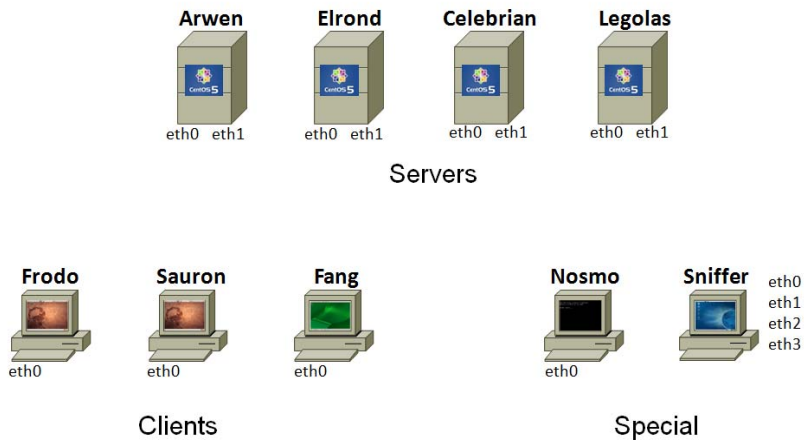 Arwen Elrond Celebrian Legolas
CentOS 5 CentOS 5 CentOS 5 CentOS 5
eth0 eth1 eth0 eth1 eth0 eth1 eth0 eth1
Servers
Frodo Sauron Fang Nosmo Sniffer
eth0
eth1
eth2
eth3
eth0 eth0 eth0 eth0
Clients Special